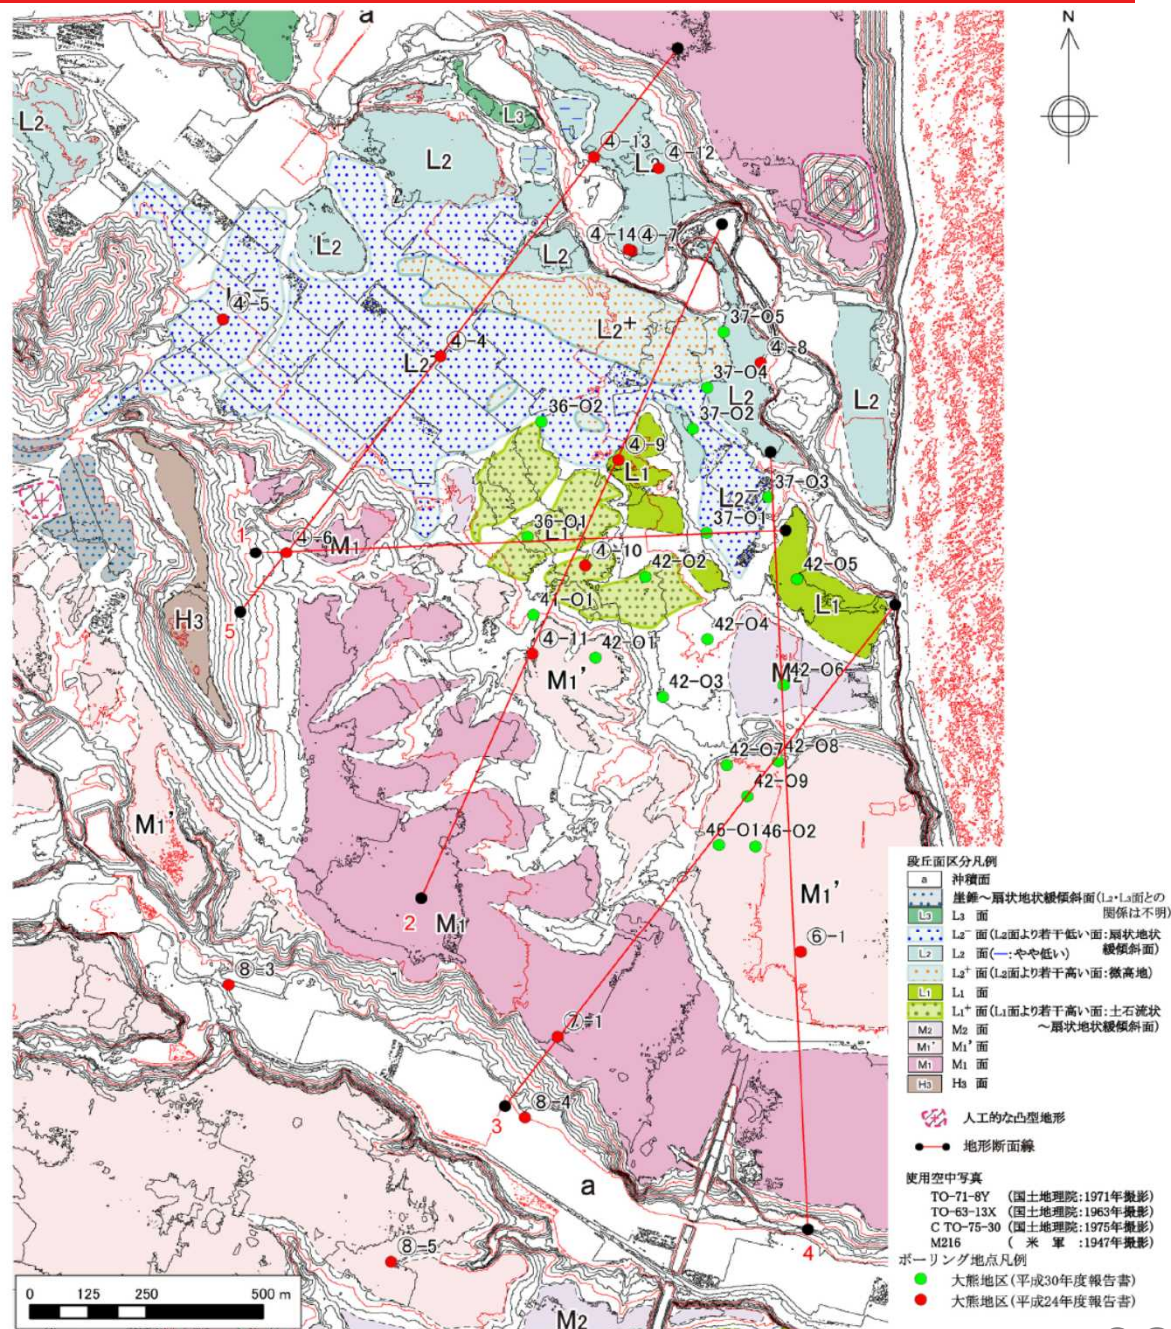 a
N
L2
L3
④-13
④-12
L2
L2
④-14
④-7
L2
④-5
L2⁺
37-O5
L2⁻
④-4
④-8
37-O4
L2
L2
36-O2
37-O2
④-9
L1
L2⁻
37-O3
36-O1
L1
37-O1
1
④-6
M1
④-10
42-O2
42-O5
L1
H3
5
41-O1
42-O4
④-11
42-O1
M1'
M2
42-O6
42-O3
42-O7
42-O8
42-O9
M1'
46-O1
46-O2
M1'
2
M1
⑥-1
⑧-3
⑦-1
3
⑧-4
a
4
⑧-5
M2
0 125 250 500 m
段丘面区分凡例
a 沖積面
崖錐~扇状地状緩傾斜面(L2・L3面との
関係は不明)
L3 L3 面
L2⁻ 面(L2面より若干低い面:扇状地状
緩傾斜面)
L2 L2 面(―:やや低い)
L2⁺ 面(L2面より若干高い面:微高地)
L1 L1 面
L1⁺ 面(L1面より若干高い面:土石流状
~扇状地状緩傾斜面)
M2 M2 面
M1' M1' 面
M1 M1 面
H3 H3 面
人工的な凸型地形
地形断面線
使用空中写真
TO-71-8Y (国土地理院:1971年撮影)
TO-63-13X (国土地理院:1963年撮影)
C TO-75-30 (国土地理院:1975年撮影)
M216 ( 米 軍 :1947年撮影)
ボーリング地点凡例
大熊地区(平成30年度報告書)
大熊地区(平成24年度報告書)